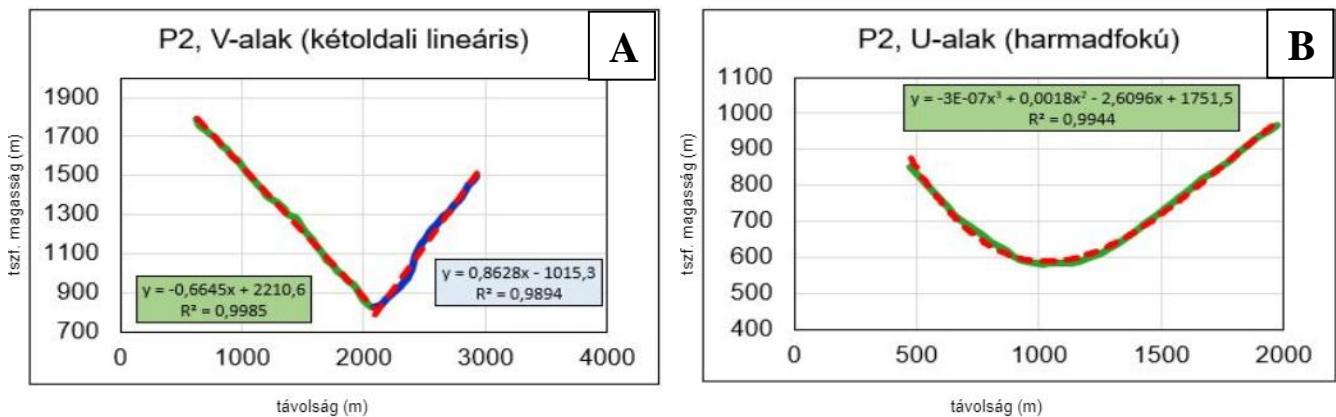 P2, V-alak (kétoldali lineáris)
A
tszf. magasság (m)
1900
1700
1500
1300
1100
900
700
y = -0,6645x + 2210,6
R² = 0,9985
y = 0,8628x - 1015,3
R² = 0,9894
0 1000 2000 3000 4000
távolság (m)
P2, U-alak (harmadfokú)
B
tszf. magasság (m)
1100
1000
900
800
700
600
500
400
y = -3E-07x³ + 0,0018x² - 2,6096x + 1751,5
R² = 0,9944
0 500 1000 1500 2000
távolság (m)